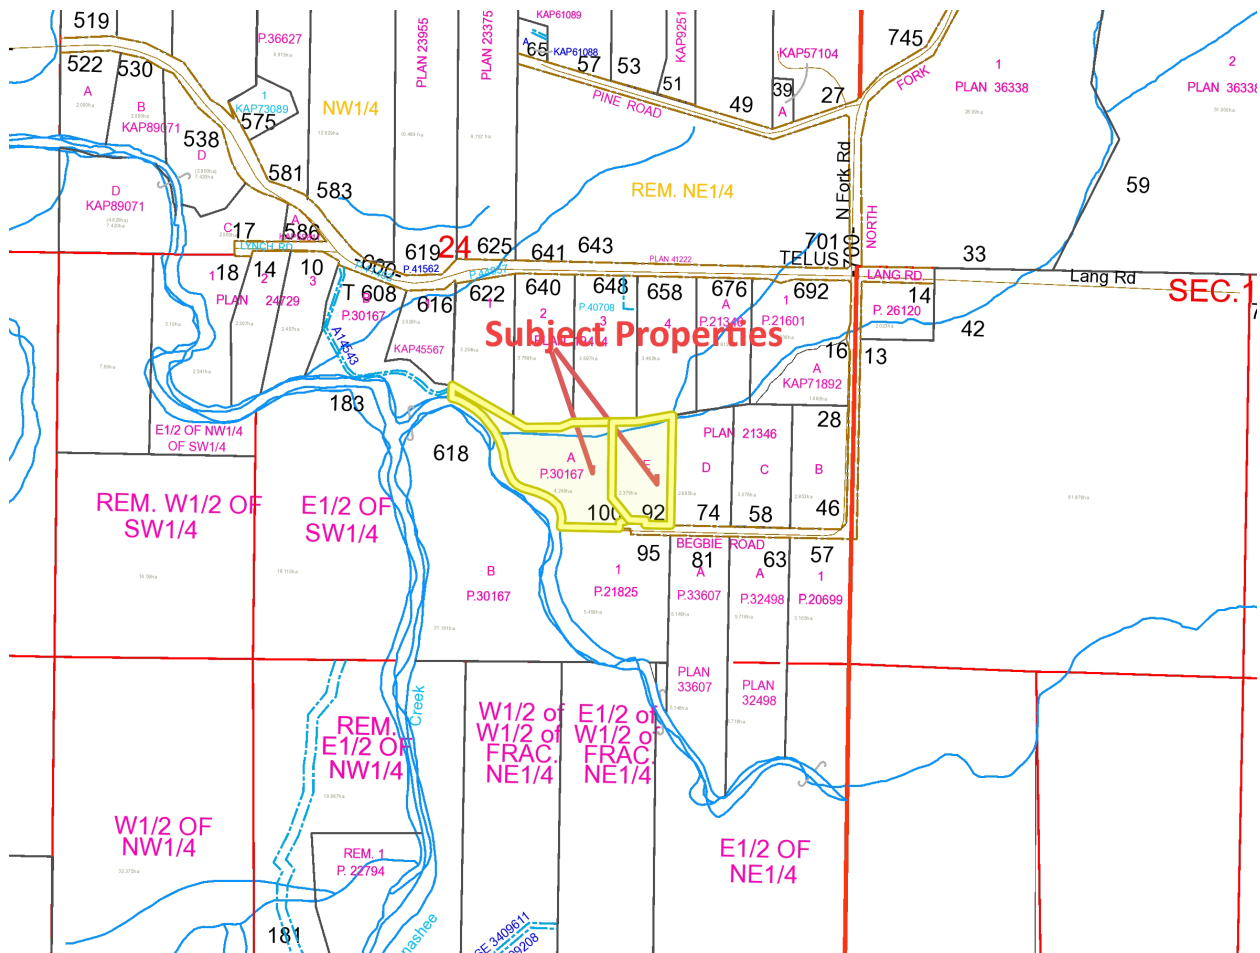 519
P.36627
PLAN 23955
PLAN 23375
KAP61089
A
65
KAP61088
57
53
51
KAP9251
KAP57104
745
1
PLAN 36338
2
PLAN 36338
522
530
A
B
KAP89071
538
D
1
KAP73089
575
NW1/4
PINE ROAD
49
39
A
27
FORK
581
583
N Fork Rd
NORTH
REM. NE1/4
59
D
KAP89071
C
17
A
586
LYNCH RD
-600-
619
24
625
641
643
701
TELUS
700-
33
P.41562
PLAN 41222
LANG RD
Lang Rd
SEC.1
1
18
14
2
10
3
PLAN 24729
T 608
B
P.30167
616
622
640
648
658
676
692
14
P. 26120
42
2
P.40708
3
4
A
P.21346
1
P.21601
Subject Properties
A14543
KAP45567
16
13
A
KAP71892
183
E1/2 OF NW1/4
OF SW1/4
618
28
PLAN 21346
A
P.30167
E
D
C
B
REM. W1/2 OF
SW1/4
E1/2 OF
SW1/4
100
92
74
58
46
BEGBIE ROAD
95
81
63
57
B
P.30167
1
P.21825
A
P.33607
A
P.32498
1
P.20699
PLAN
33607
PLAN
32498
Creek
REM.
E1/2 OF
NW1/4
W1/2 of
W1/2 of
FRAC.
NE1/4
E1/2 of
W1/2 of
FRAC.
NE1/4
W1/2 OF
NW1/4
REM. 1
P. 22794
E1/2 OF
NE1/4
181
nashee
SE 3409611
09208